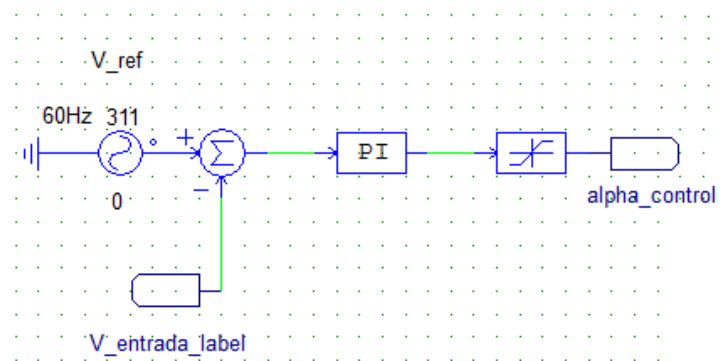 V_ref
60Hz 311
0
PI
alpha_control
V_entrada_label